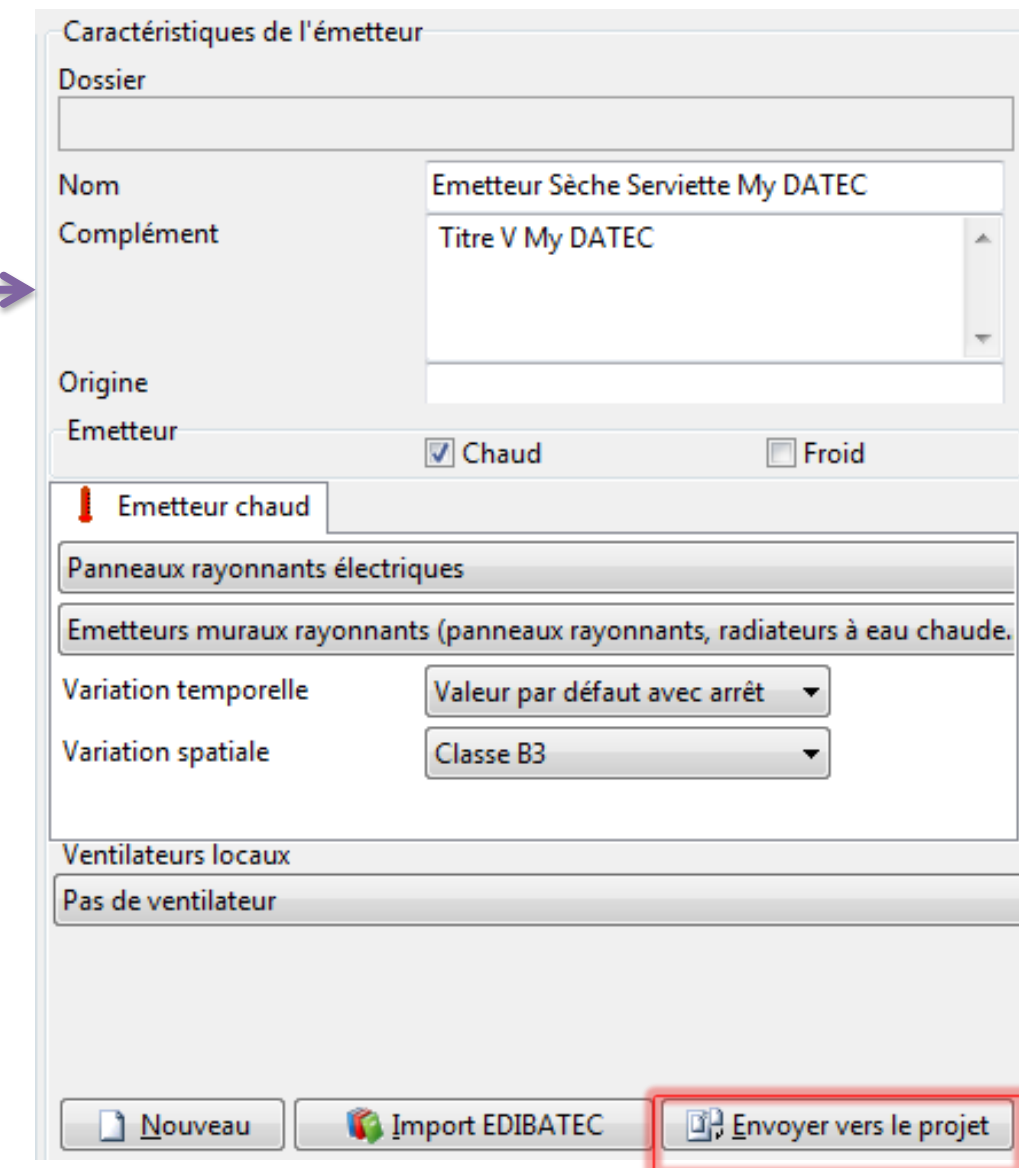 Caractéristiques de l'émetteur
Dossier
Nom
Emetteur Sèche Serviette My DATEC
Complément
Titre V My DATEC
Origine
Emetteur
Chaud
Froid
Emetteur chaud
Panneaux rayonnants électriques
Emetteurs muraux rayonnants (panneaux rayonnants, radiateurs à eau chaude.
Variation temporelle
Valeur par défaut avec arrêt
Variation spatiale
Classe B3
Ventilateurs locaux
Pas de ventilateur
Nouveau
Import EDIBATEC
Envoyer vers le projet